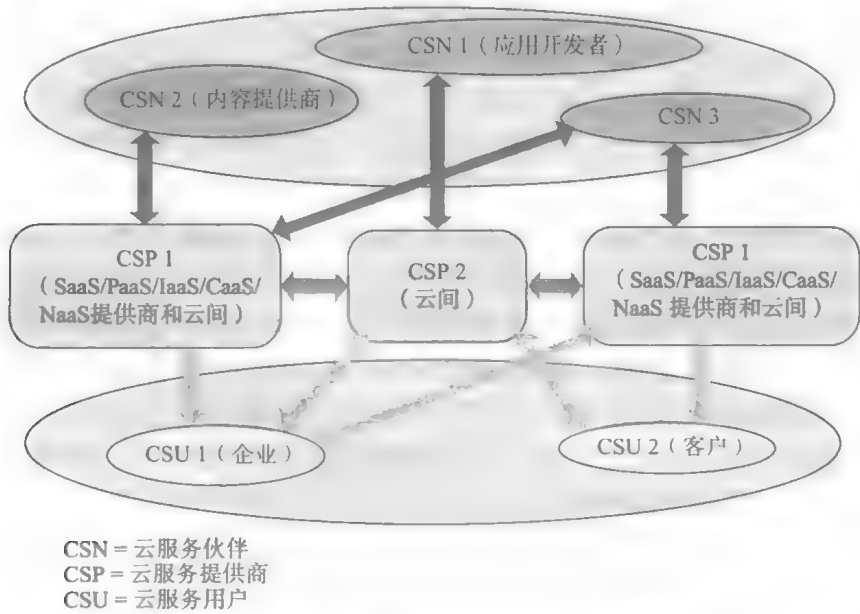 CSN 1（应用开发者）
CSN 2（内容提供商）
CSN 3
CSP 1
（SaaS/PaaS/IaaS/CaaS/
NaaS提供商和云间）
CSP 2
（云间）
CSP 1
（SaaS/PaaS/IaaS/CaaS/
NaaS 提供商和云间）
CSU 1（企业）
CSU 2（客户）
CSN = 云服务伙伴
CSP = 云服务提供商
CSU = 云服务用户